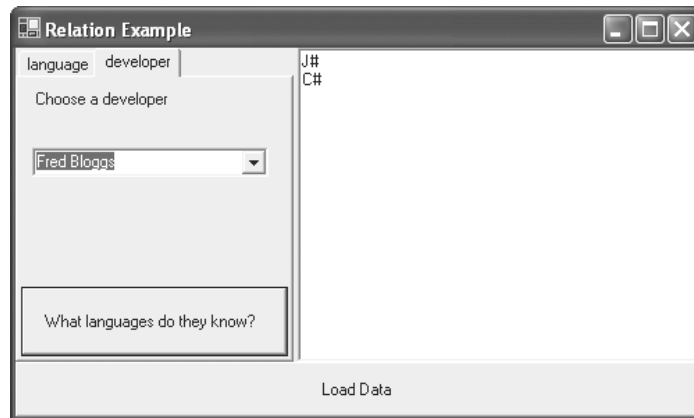 Relation Example
language developer
Choose a developer
Fred Bloggs
What languages do they know?
J#
C#
Load Data